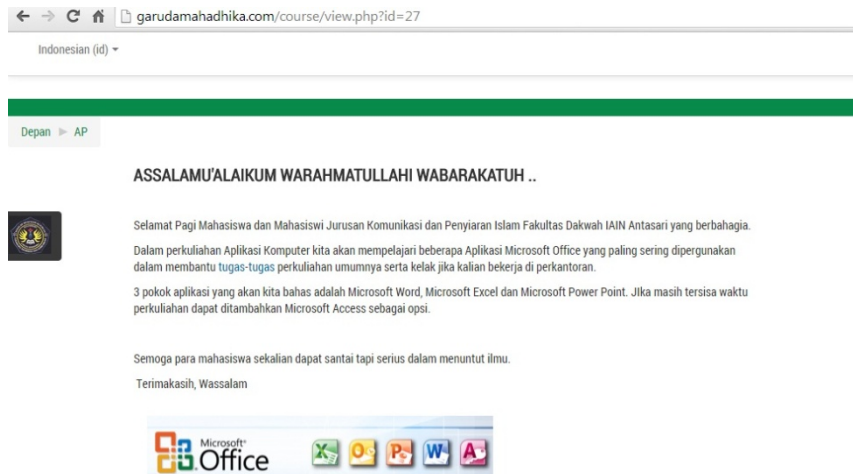 garudamahadhika.com/course/view.php?id=27
Indonesian (id)
Depan ► AP
ASSALAMU'ALAIKUM WARAHMATULLAHI WABARAKATUH ..
Selamat Pagi Mahasiswa dan Mahasiswi Jurusan Komunikasi dan Penyiaran Islam Fakultas Dakwah IAIN Antasari yang berbahagia.
Dalam perkuliahan Aplikasi Komputer kita akan mempelajari beberapa Aplikasi Microsoft Office yang paling sering dipergunakan
dalam membantu tugas-tugas perkuliahan umumnya serta kelak jika kalian bekerja di perkantoran.
3 pokok aplikasi yang akan kita bahas adalah Microsoft Word, Microsoft Excel dan Microsoft Power Point. JIka masih tersisa waktu
perkuliahan dapat ditambahkan Microsoft Access sebagai opsi.
Semoga para mahasiswa sekalian dapat santai tapi serius dalam menuntut ilmu.
Terimakasih, Wassalam
Microsoft
Office
X O P W A